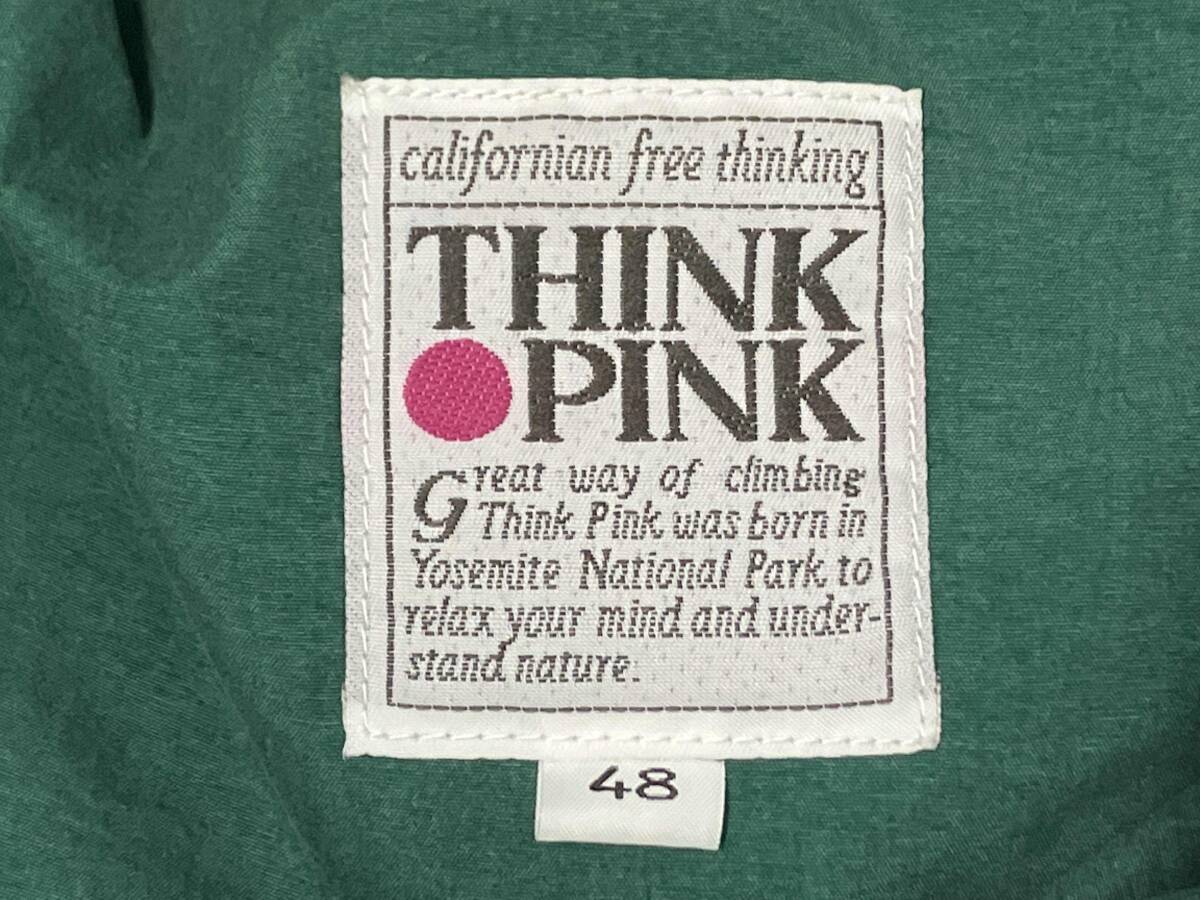 californian free thinking
THINK
PINK
Great way of climbing
Think Pink was born in
Yosemite National Park to
relax your mind and under-
stand nature.
48